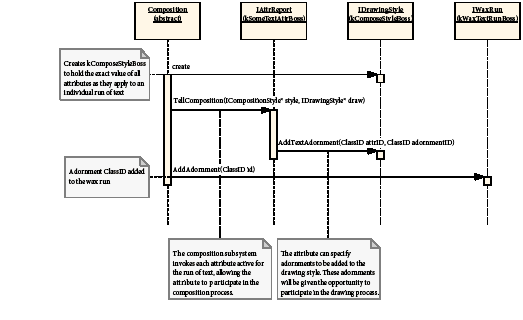 Composition
(abstract)
IAttrReport
(kSomeTextAttrBoss)
IDrawingStyle
(kComposeStyleBoss)
IWaxRun
(kWaxTextRunBoss)
Creates kComposeStyleBoss
to hold the exact value of all
attributes as they apply to an
individual run of text
create
TellComposition(ICompositionStyle* style, IDrawingStyle* draw)
AddTextAdornment(ClassID attrID, ClassID adornmentID)
Adornment ClassID added
to the wax run
AddAdornment(ClassID id)
The composition subsystem
invokes each attribute active for
the run of text, allowing the
attribute to participate in the
composition process.
The attribute can specify
adornments to be added to the
drawing style. These adornments
will be given the opportunity to
participate in the drawing process.